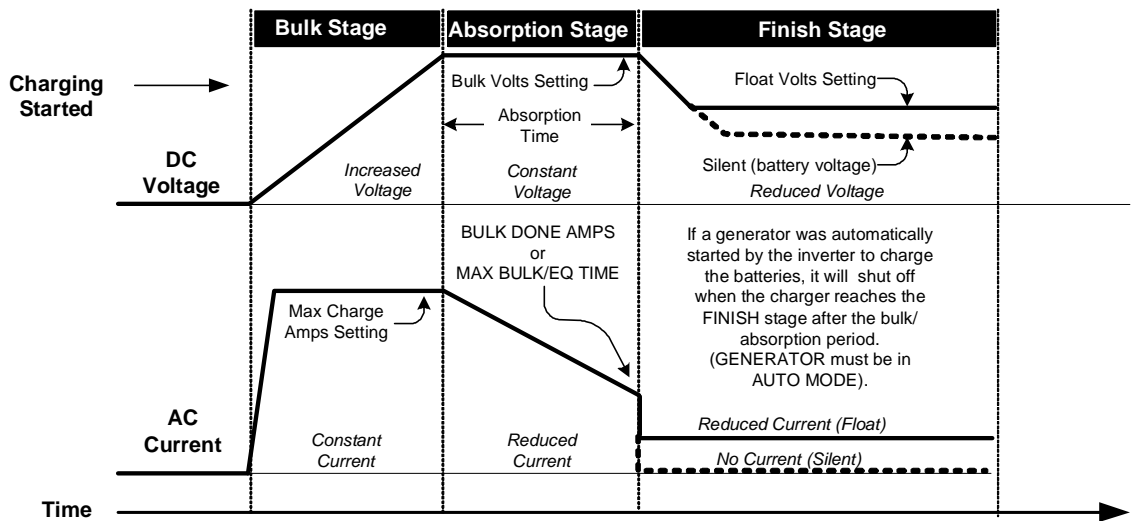 Bulk Stage
Absorption Stage
Finish Stage
Charging
Started
Bulk Volts Setting
Float Volts Setting
Absorption
Time
DC
Voltage
Increased
Voltage
Constant
Voltage
Silent (battery voltage)
Reduced Voltage
BULK DONE AMPS
or
MAX BULK/EQ TIME
If a generator was automatically
started by the inverter to charge
the batteries, it will shut off
when the charger reaches the
FINISH stage after the bulk/
absorption period.
(GENERATOR must be in
AUTO MODE).
Max Charge
Amps Setting
AC
Current
Constant
Current
Reduced
Current
Reduced Current (Float)
No Current (Silent)
Time